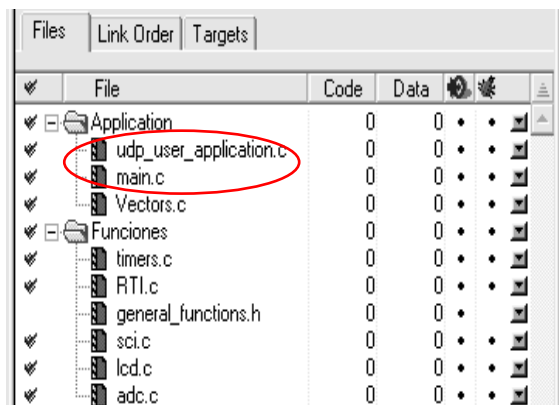 Files Link Order Targets
File Code Data
Application 0 0
udp_user_application.c 0 0
main.c 0 0
Vectors.c 0 0
Funciones 0 0
timers.c 0 0
RTI.c 0 0
general_functions.h 0 0
sci.c 0 0
lcd.c 0 0
adc.c 0 0